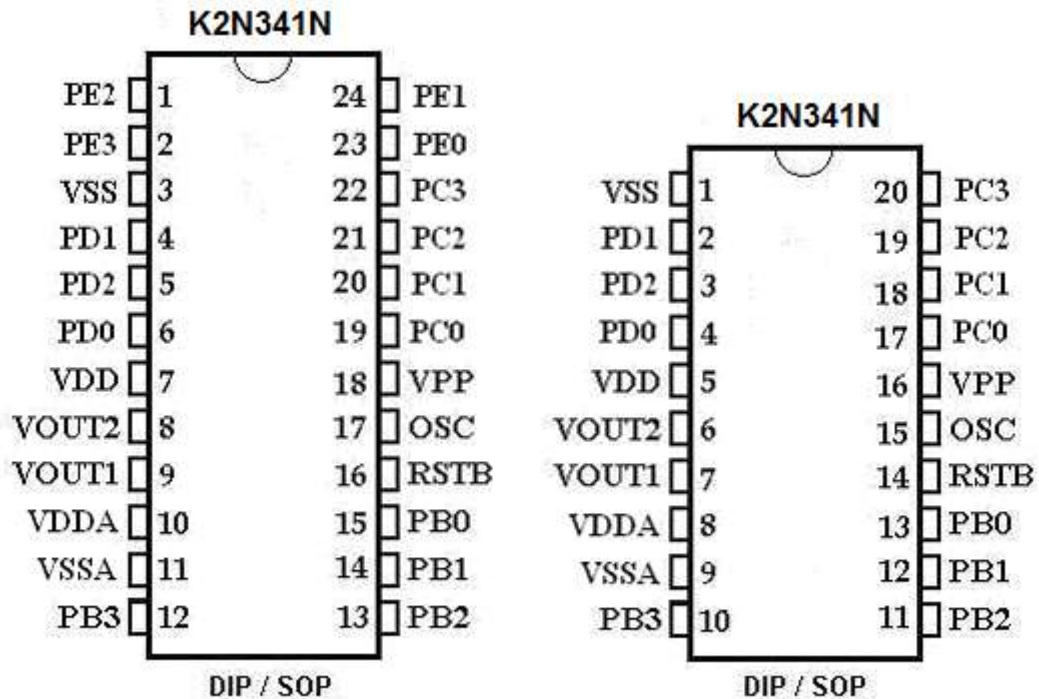 K2N341N
PE2 1 24 PE1
PE3 2 23 PE0
VSS 3 22 PC3
PD1 4 21 PC2
PD2 5 20 PC1
PD0 6 19 PC0
VDD 7 18 VPP
VOUT2 8 17 OSC
VOUT1 9 16 RSTB
VDDA 10 15 PB0
VSSA 11 14 PB1
PB3 12 13 PB2
DIP / SOP
K2N341N
VSS 1 20 PC3
PD1 2 19 PC2
PD2 3 18 PC1
PD0 4 17 PC0
VDD 5 16 VPP
VOUT2 6 15 OSC
VOUT1 7 14 RSTB
VDDA 8 13 PB0
VSSA 9 12 PB1
PB3 10 11 PB2
DIP / SOP